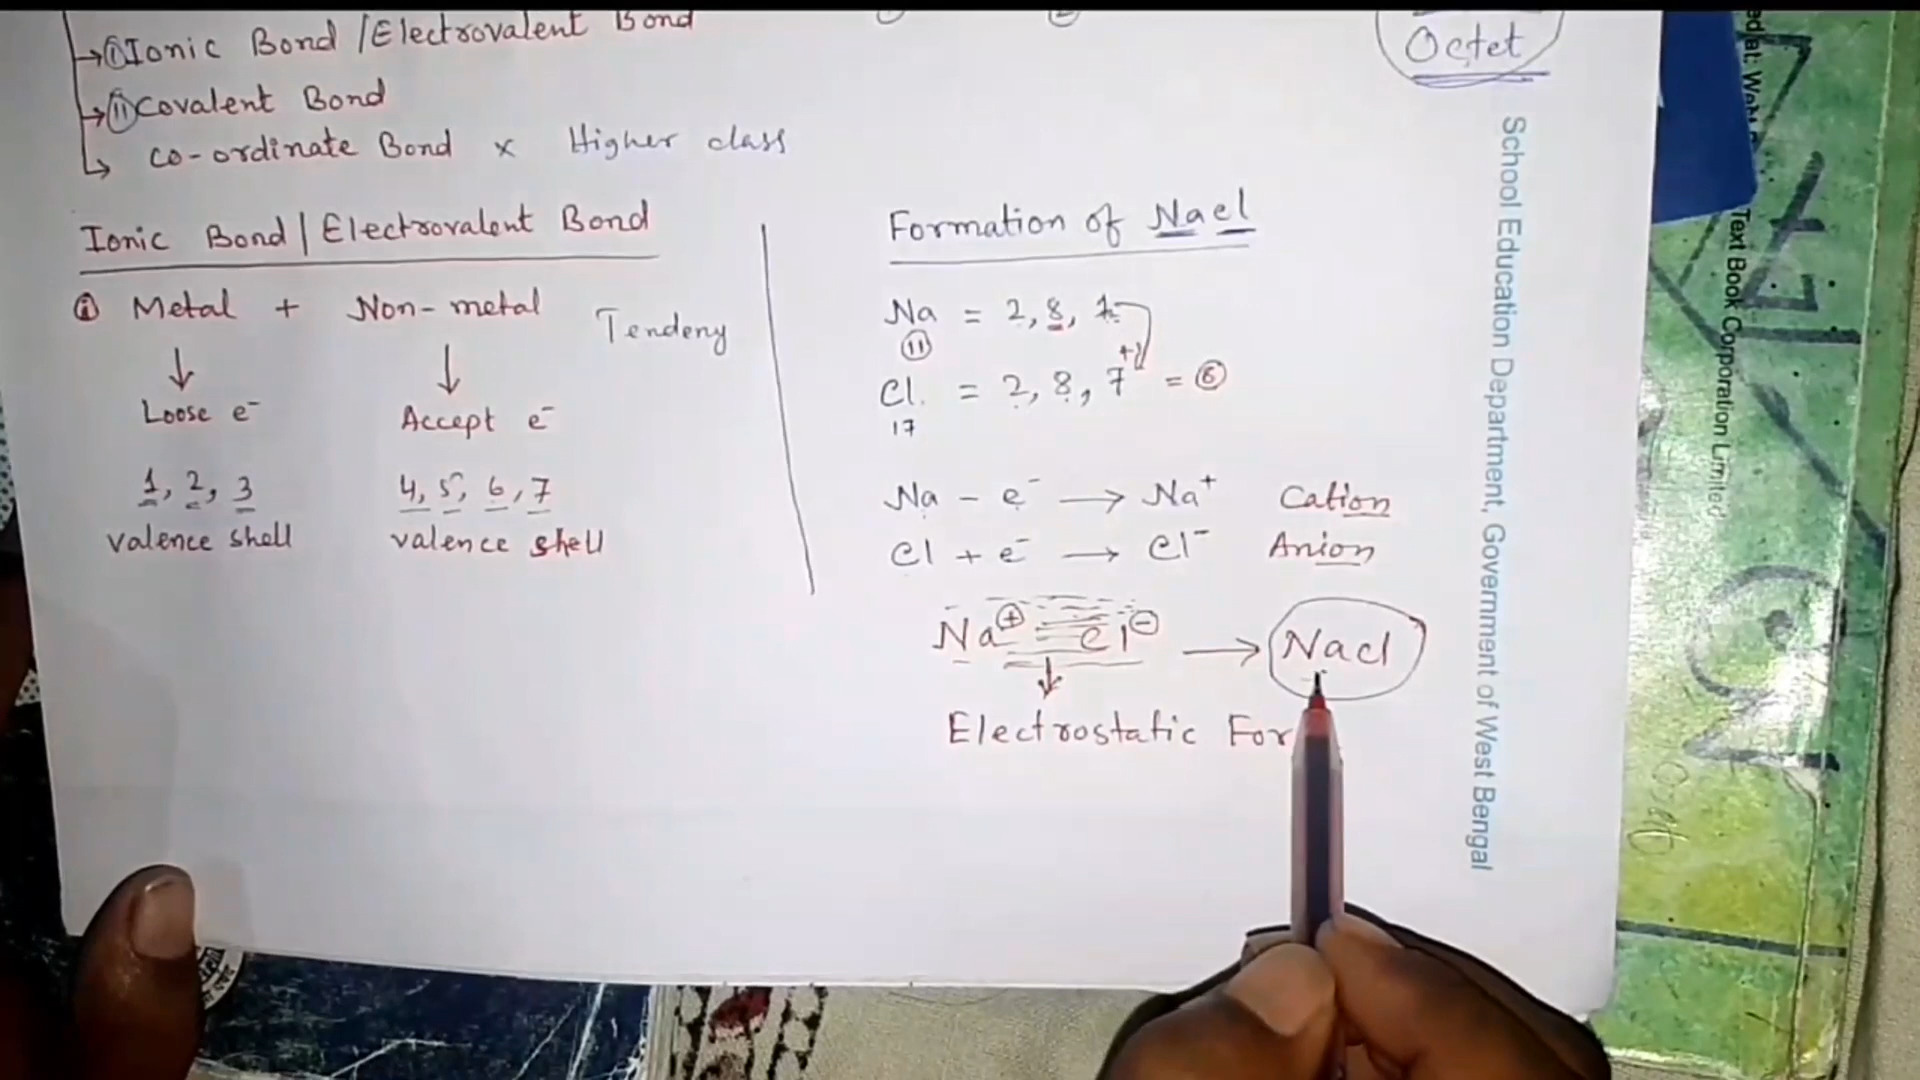 →ⓘ Ionic Bond / Electrovalent Bond
→ⓘⓘ Covalent Bond
→ co-ordinate Bond x Higher class
Octet
Ionic Bond / Electrovalent Bond
ⓘ Metal + Non-metal Tendeny
↓ ↓
Loose e⁻ Accept e⁻
1, 2, 3 4, 5, 6, 7
valence shell valence shell
Formation of Nacl
Na = 2, 8, 1
⑪
+1
Cl. = 2, 8, 7 = ⑧
17
Na - e⁻ → Na⁺ Cation
Cl + e⁻ → Cl⁻ Anion
Na⊕ Cl⊖ → Nacl
↓
Electrostatic For
School Education Department, Government of West Bengal
Text Book Corporation Limited